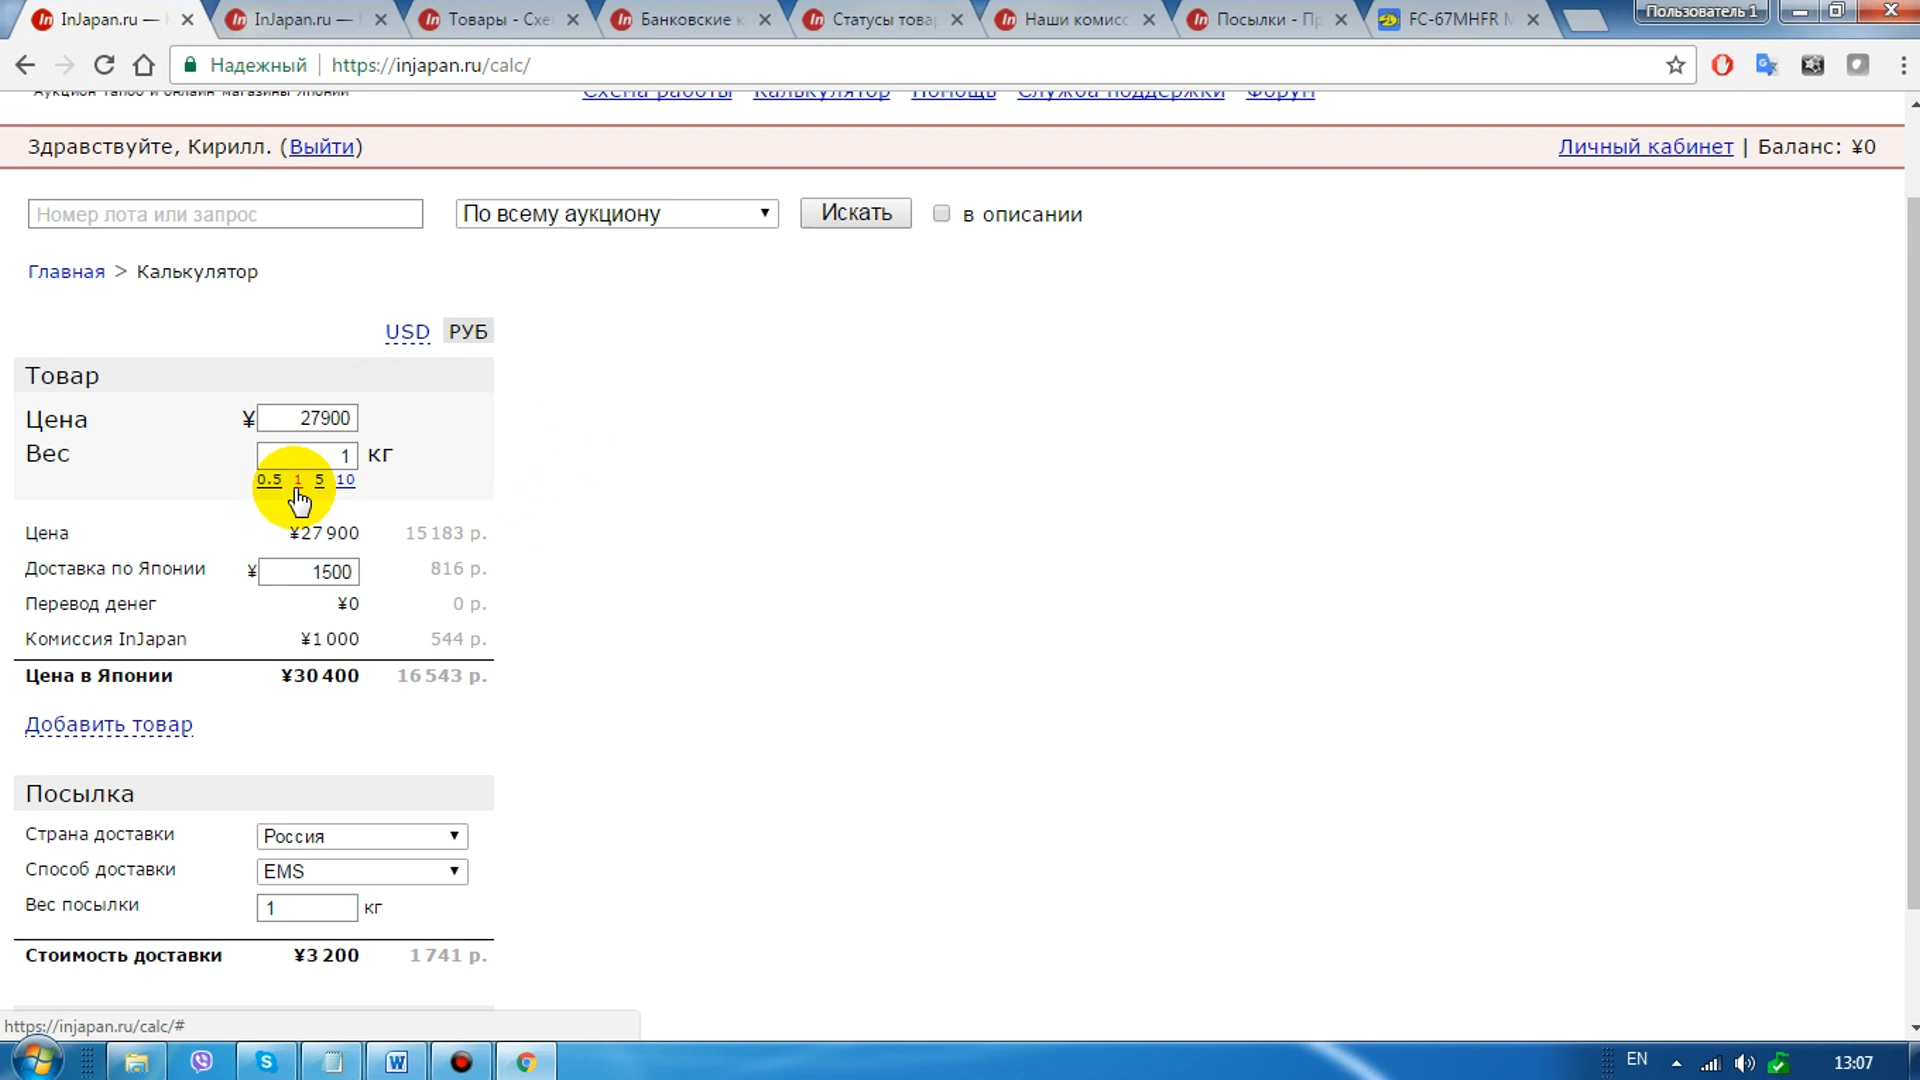 InJapan.ru —
InJapan.ru —
Товары - Схе
Банковские к
Статусы това
Наши комисс
Посылки - Пр
FC-67MHFR M
Пользователь 1
Надежный
https://injapan.ru/calc/
Аукцион Yahoo и онлайн магазины Японии
Схема работы Калькулятор Помощь Служба поддержки Форум
Здравствуйте, Кирилл. (Выйти)
Личный кабинет | Баланс: ¥0
Номер лота или запрос
По всему аукциону
Искать
в описании
Главная > Калькулятор
USD РУБ
Товар
Цена ¥ 27900
Вес 1 кг
0.5 1 5 10
Цена ¥27 900 15 183 р.
Доставка по Японии ¥ 1500 816 р.
Перевод денег ¥0 0 р.
Комиссия InJapan ¥1 000 544 р.
Цена в Японии ¥30 400 16 543 р.
Добавить товар
Посылка
Страна доставки Россия
Способ доставки EMS
Вес посылки 1 кг
Стоимость доставки ¥3 200 1 741 р.
https://injapan.ru/calc/#
EN
13:07